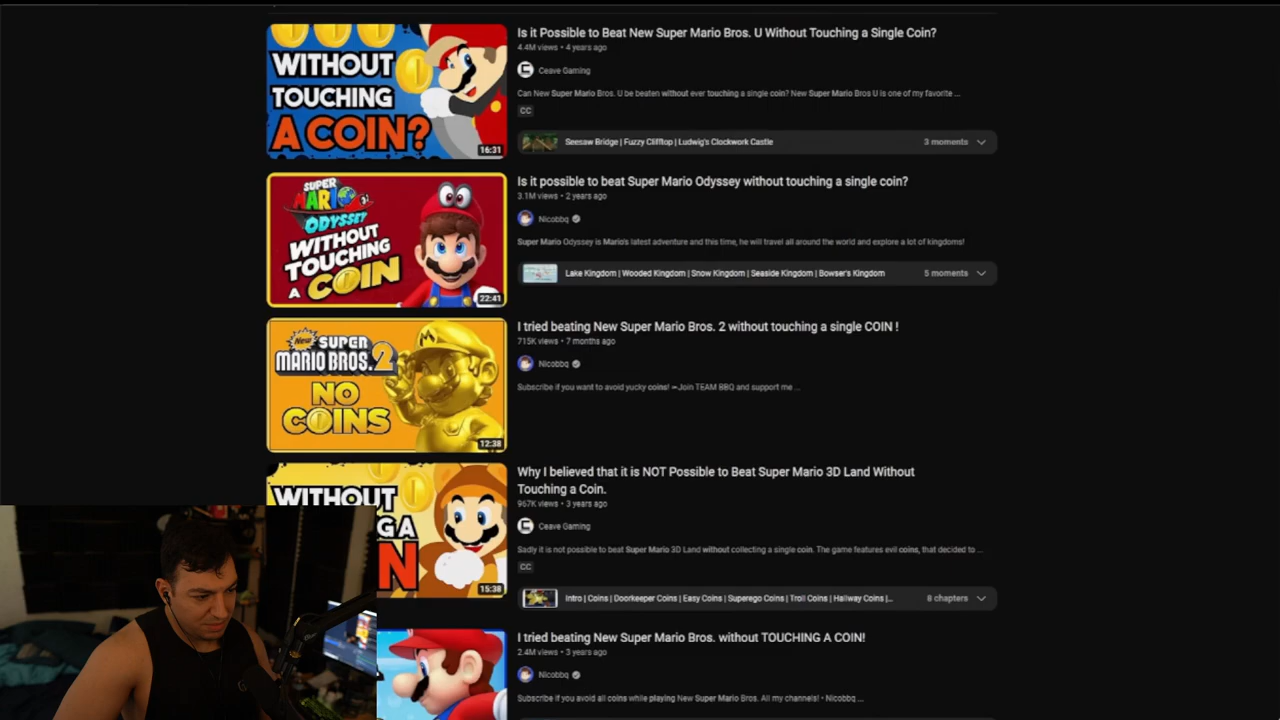 WITHOUT
TOUCHING
A COIN?
16:31
Is it Possible to Beat New Super Mario Bros. U Without Touching a Single Coin?
4.4M views • 4 years ago
Ceave Gaming
Can New Super Mario Bros. U be beaten without ever touching a single coin? New Super Mario Bros U is one of my favorite ...
CC
Seesaw Bridge | Fuzzy Clifftop | Ludwig's Clockwork Castle
3 moments
SUPER
MARIO
ODYSSEY
WITHOUT
TOUCHING
A COIN
22:41
Is it possible to beat Super Mario Odyssey without touching a single coin?
3.1M views • 2 years ago
Nicobbq
Super Mario Odyssey is Mario's latest adventure and this time, he will travel all around the world and explore a lot of kingdoms!
Lake Kingdom | Wooded Kingdom | Snow Kingdom | Seaside Kingdom | Bowser's Kingdom
5 moments
New SUPER
MARIO BROS. 2
NO
COINS
12:38
I tried beating New Super Mario Bros. 2 without touching a single COIN !
715K views • 7 months ago
Nicobbq
Subscribe if you want to avoid yucky coins! –Join TEAM BBQ and support me ...
WITHOUT
GA
N
15:38
Why I believed that it is NOT Possible to Beat Super Mario 3D Land Without
Touching a Coin.
967K views • 3 years ago
Ceave Gaming
Sadly it is not possible to beat Super Mario 3D Land without collecting a single coin. The game features evil coins, that decided to ...
CC
Intro | Coins | Doorkeeper Coins | Easy Coins | Superego Coins | Troll Coins | Hallway Coins |...
8 chapters
I tried beating New Super Mario Bros. without TOUCHING A COIN!
2.4M views • 3 years ago
Nicobbq
Subscribe if you avoid all coins while playing New Super Mario Bros. All my channels! • Nicobbq ...